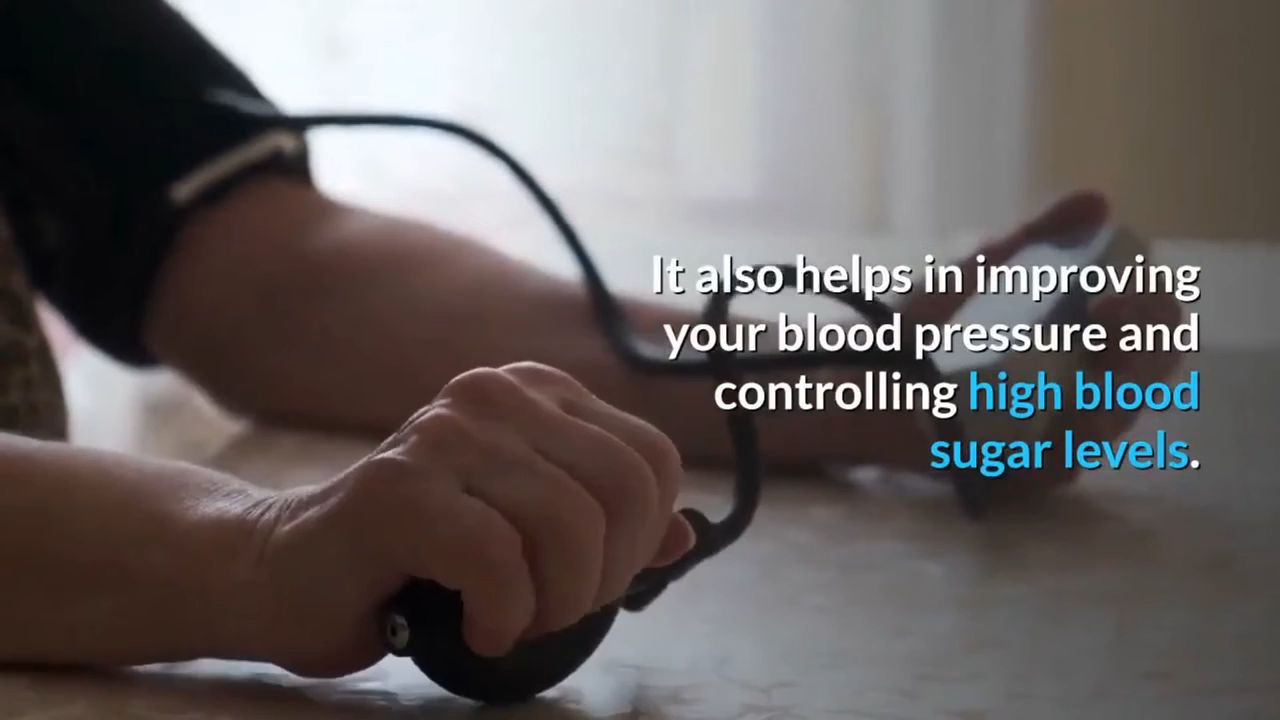 It also helps in improving
your blood pressure and
controlling high blood
sugar levels.